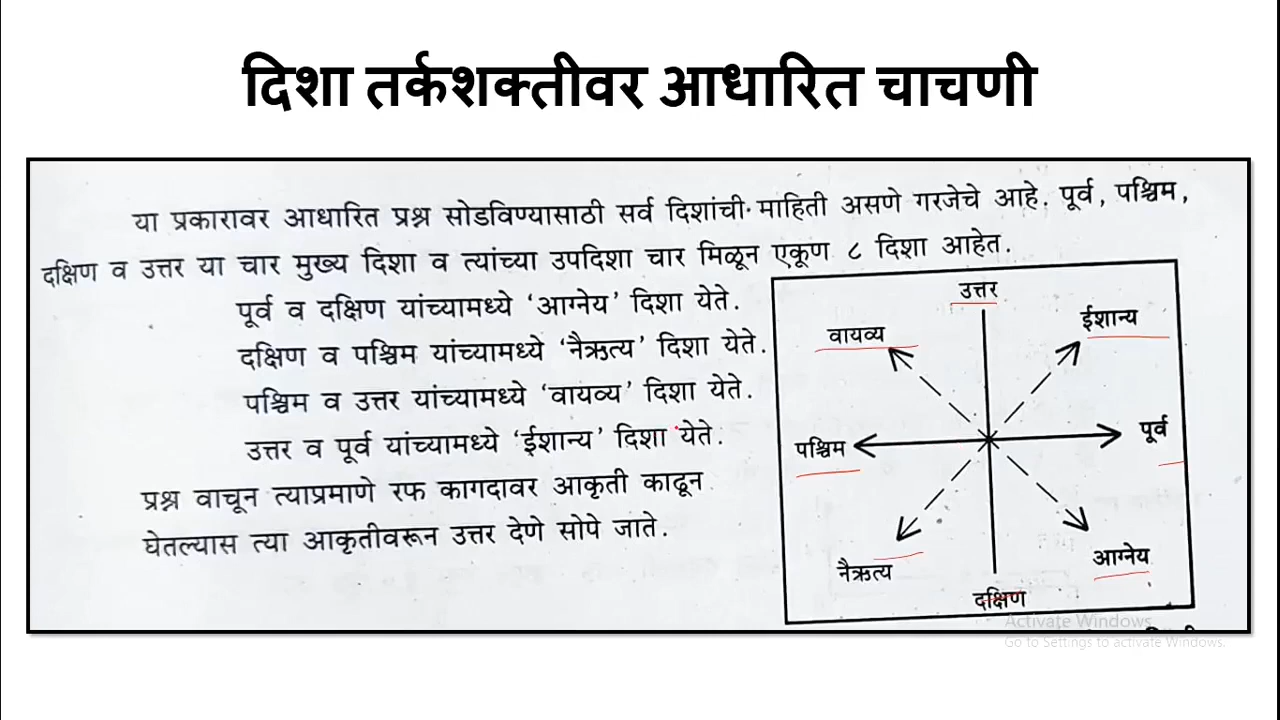 दिशा तर्कशक्तीवर आधारित चाचणी
या प्रकारावर आधारित प्रश्न सोडविण्यासाठी सर्व दिशांची माहिती असणे गरजेचे आहे. पूर्व, पश्चिम,
दक्षिण व उत्तर या चार मुख्य दिशा व त्यांच्या उपदिशा चार मिळून एकूण ८ दिशा आहेत.
पूर्व व दक्षिण यांच्यामध्ये ‘आग्नेय’ दिशा येते.
दक्षिण व पश्चिम यांच्यामध्ये ‘नैऋत्य’ दिशा येते.
पश्चिम व उत्तर यांच्यामध्ये ‘वायव्य’ दिशा येते.
उत्तर व पूर्व यांच्यामध्ये ‘ईशान्य’ दिशा येते.
प्रश्न वाचून त्याप्रमाणे रफ कागदावर आकृती काढून
घेतल्यास त्या आकृतीवरून उत्तर देणे सोपे जाते.
उत्तर
वायव्य
ईशान्य
पश्चिम
पूर्व
नैऋत्य
आग्नेय
दक्षिण
Activate Windows
Go to Settings to activate Windows.